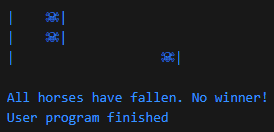 |    ☠|
|    ☠|
|                   ☠|
All horses have fallen. No winner!
User program finished